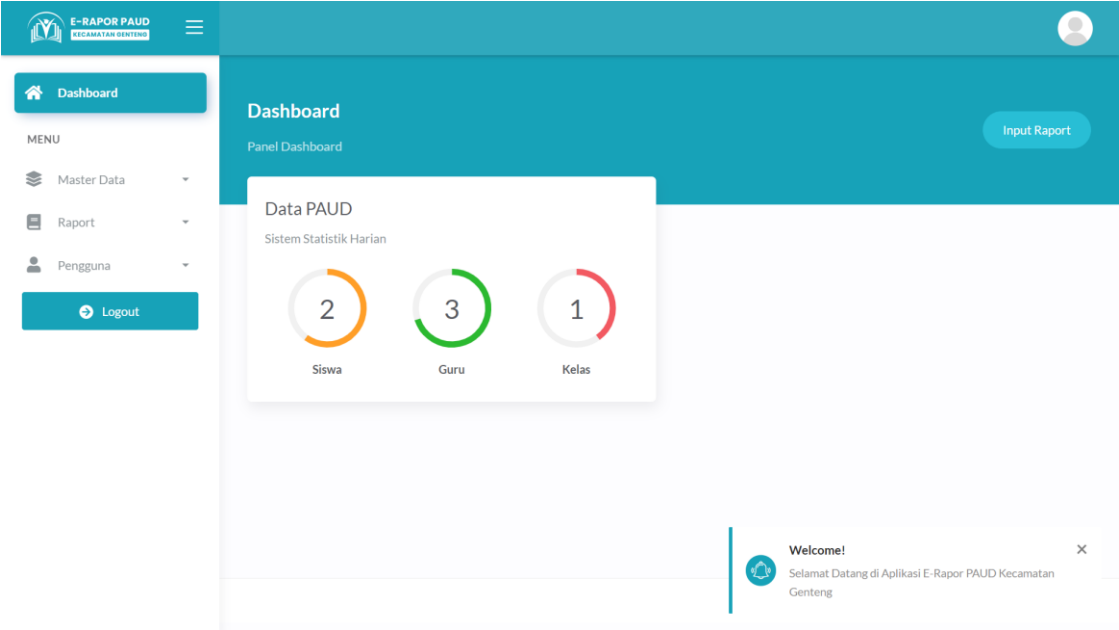 E-RAPOR PAUD
KECAMATAN GENTENG
Dashboard
MENU
Master Data
Raport
Pengguna
Logout
Dashboard
Panel Dashboard
Input Raport
Data PAUD
Sistem Statistik Harian
2
3
1
Siswa
Guru
Kelas
Welcome!
Selamat Datang di Aplikasi E-Rapor PAUD Kecamatan
Genteng